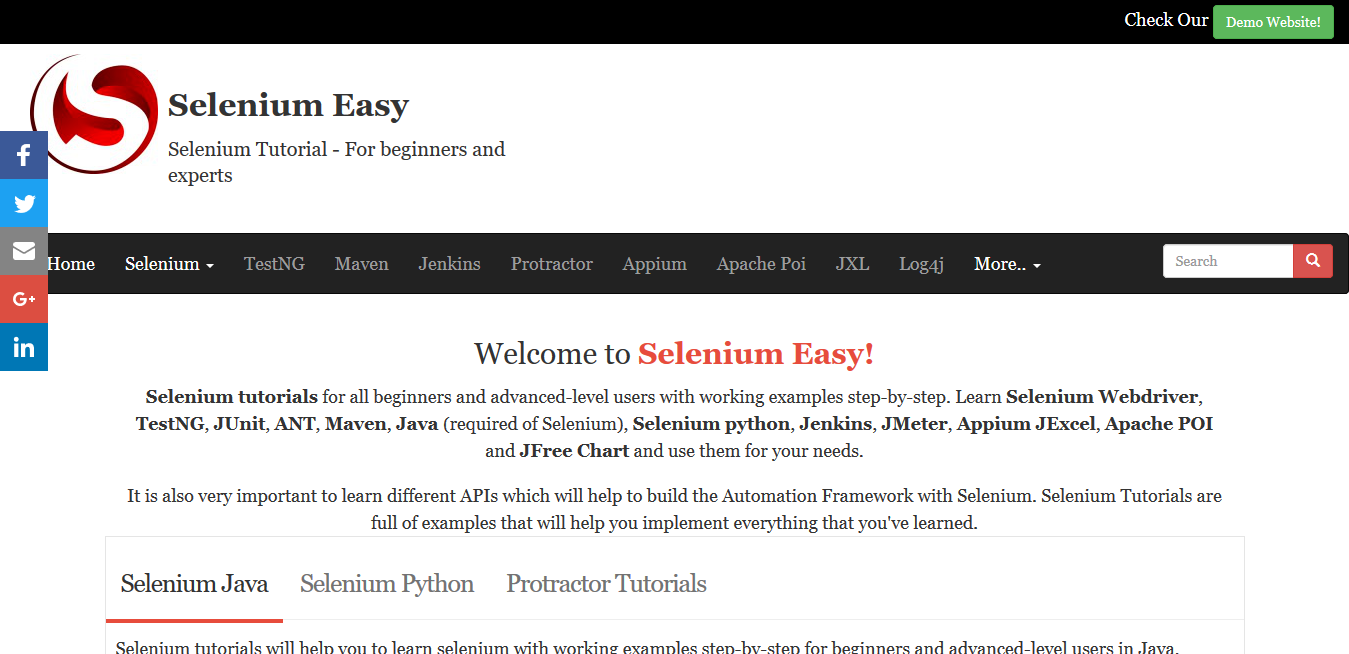 Check Our Demo Website!
Selenium Easy
Selenium Tutorial - For beginners and
experts
Home Selenium TestNG Maven Jenkins Protractor Appium Apache Poi JXL Log4j More.. Search
G+
in
Welcome to Selenium Easy!
Selenium tutorials for all beginners and advanced-level users with working examples step-by-step. Learn Selenium Webdriver,
TestNG, JUnit, ANT, Maven, Java (required of Selenium), Selenium python, Jenkins, JMeter, Appium JExcel, Apache POI
and JFree Chart and use them for your needs.
It is also very important to learn different APIs which will help to build the Automation Framework with Selenium. Selenium Tutorials are
full of examples that will help you implement everything that you've learned.
Selenium Java Selenium Python Protractor Tutorials
Selenium tutorials will help you to learn selenium with working examples step-by-step for beginners and advanced-level users in Java.